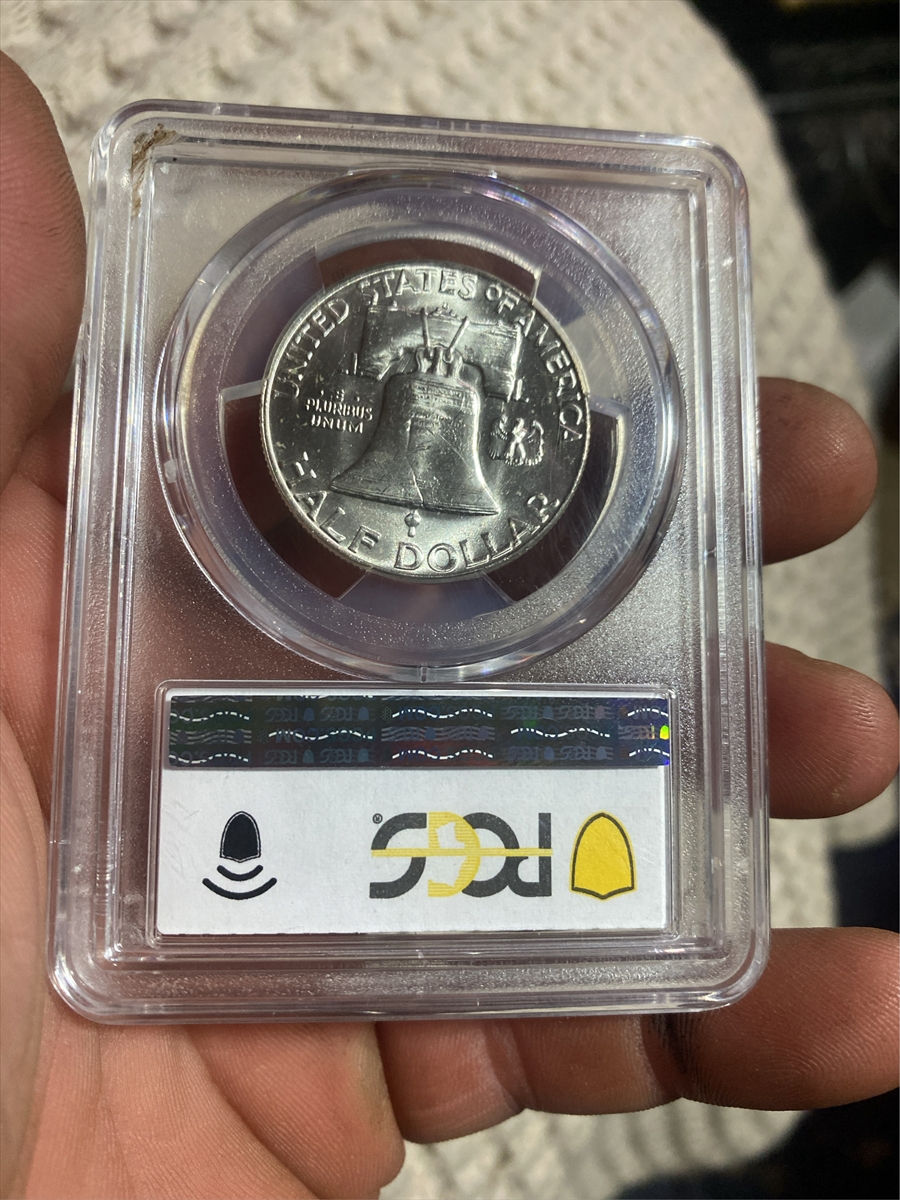 UNITED STATES OF AMERICA
E
PLURIBUS
UNUM
HALF DOLLAR
PCGS®